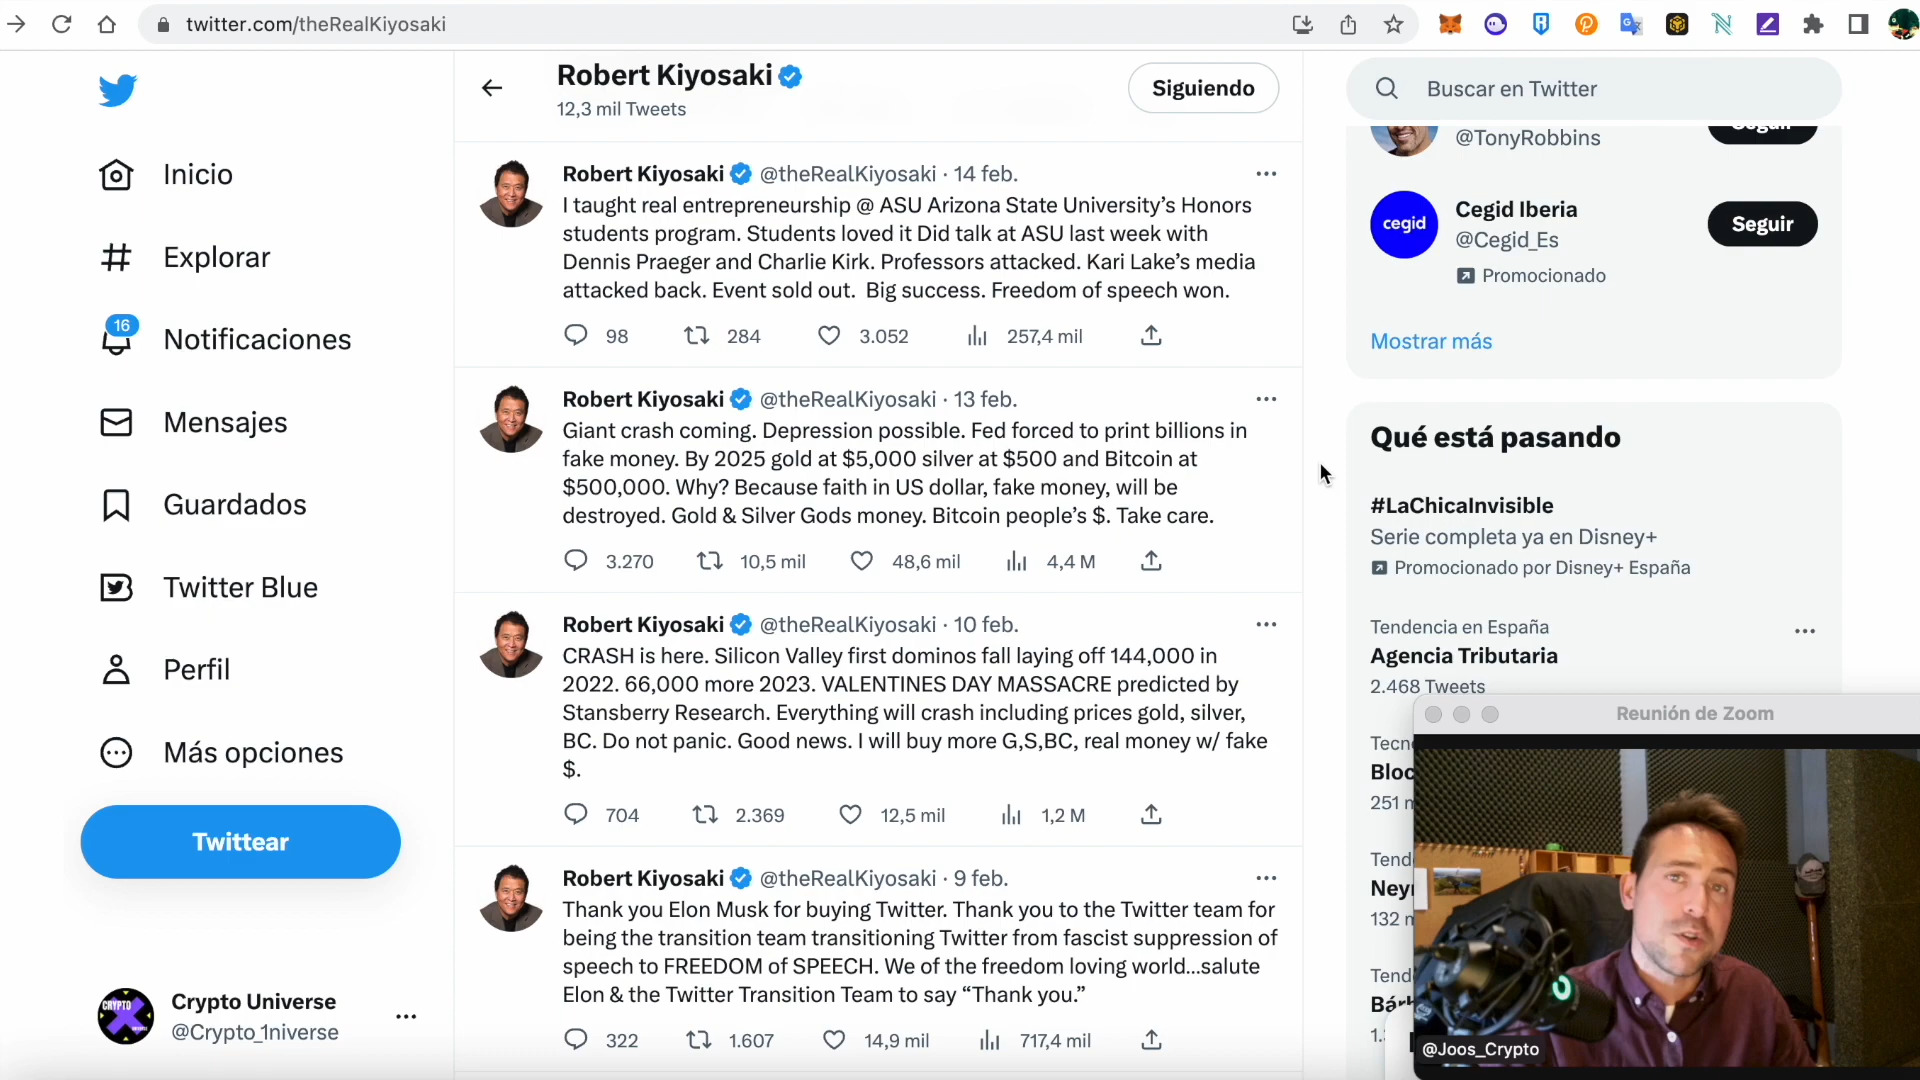 twitter.com/theRealKiyosaki
Inicio
Explorar
16
Notificaciones
Mensajes
Guardados
Twitter Blue
Perfil
Más opciones
Twittear
CRYPTO
Crypto Universe
@Crypto_1niverse
Robert Kiyosaki
12,3 mil Tweets
Siguiendo
Robert Kiyosaki @theRealKiyosaki · 14 feb.
I taught real entrepreneurship @ ASU Arizona State University’s Honors
students program. Students loved it Did talk at ASU last week with
Dennis Praeger and Charlie Kirk. Professors attacked. Kari Lake’s media
attacked back. Event sold out. Big success. Freedom of speech won.
98 284 3.052 257,4 mil
Robert Kiyosaki @theRealKiyosaki · 13 feb.
Giant crash coming. Depression possible. Fed forced to print billions in
fake money. By 2025 gold at $5,000 silver at $500 and Bitcoin at
$500,000. Why? Because faith in US dollar, fake money, will be
destroyed. Gold & Silver Gods money. Bitcoin people’s $. Take care.
3.270 10,5 mil 48,6 mil 4,4 M
Robert Kiyosaki @theRealKiyosaki · 10 feb.
CRASH is here. Silicon Valley first dominos fall laying off 144,000 in
2022. 66,000 more 2023. VALENTINES DAY MASSACRE predicted by
Stansberry Research. Everything will crash including prices gold, silver,
BC. Do not panic. Good news. I will buy more G,S,BC, real money w/ fake
$.
704 2.369 12,5 mil 1,2 M
Robert Kiyosaki @theRealKiyosaki · 9 feb.
Thank you Elon Musk for buying Twitter. Thank you to the Twitter team for
being the transition team transitioning Twitter from fascist suppression of
speech to FREEDOM of SPEECH. We of the freedom loving world...salute
Elon & the Twitter Transition Team to say “Thank you.”
322 1.607 14,9 mil 717,4 mil
Buscar en Twitter
@TonyRobbins
Seguir
cegid
Cegid Iberia
@Cegid_Es
Seguir
Promocionado
Mostrar más
Qué está pasando
#LaChicaInvisible
Serie completa ya en Disney+
Promocionado por Disney+ España
Tendencia en España
Agencia Tributaria
2.468 Tweets
Reunión de Zoom
@Joos_Crypto